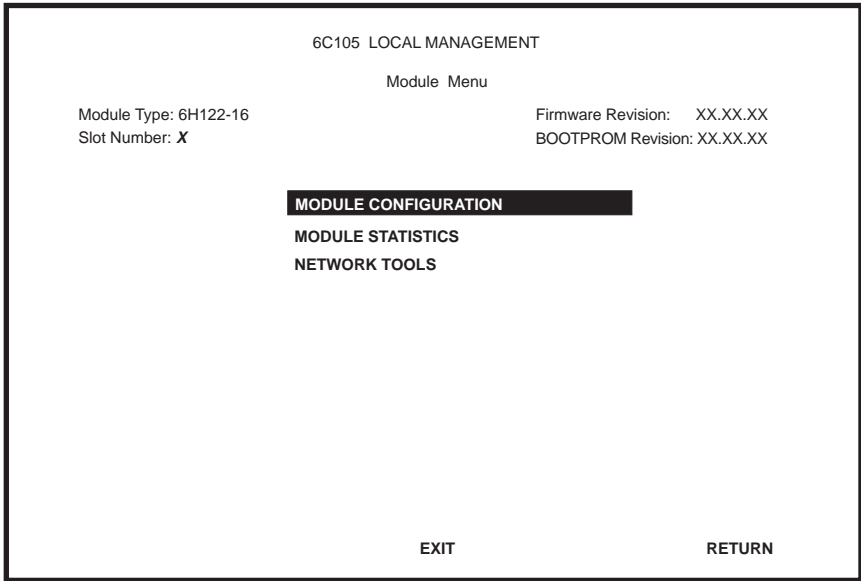 6C105 LOCAL MANAGEMENT
Module Menu
Module Type: 6H122-16
Firmware Revision: XX.XX.XX
Slot Number: X
BOOTPROM Revision: XX.XX.XX
MODULE CONFIGURATION
MODULE STATISTICS
NETWORK TOOLS
EXIT
RETURN